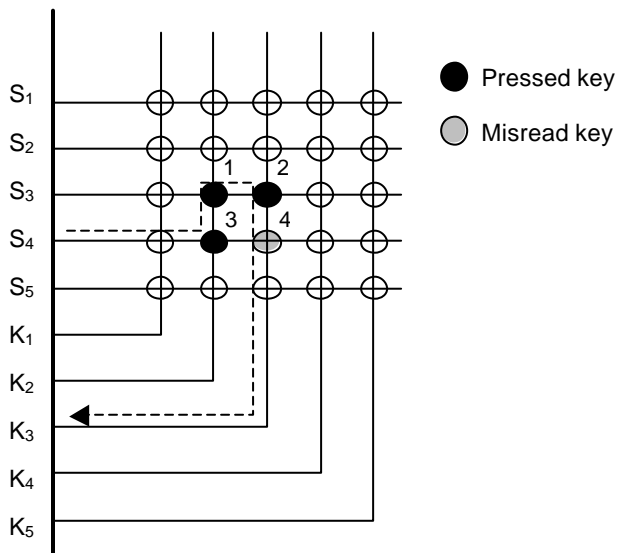 S₁
S₂
S₃
S₄
S₅
K₁
K₂
K₃
K₄
K₅
1 2
3 4
Pressed key
Misread key